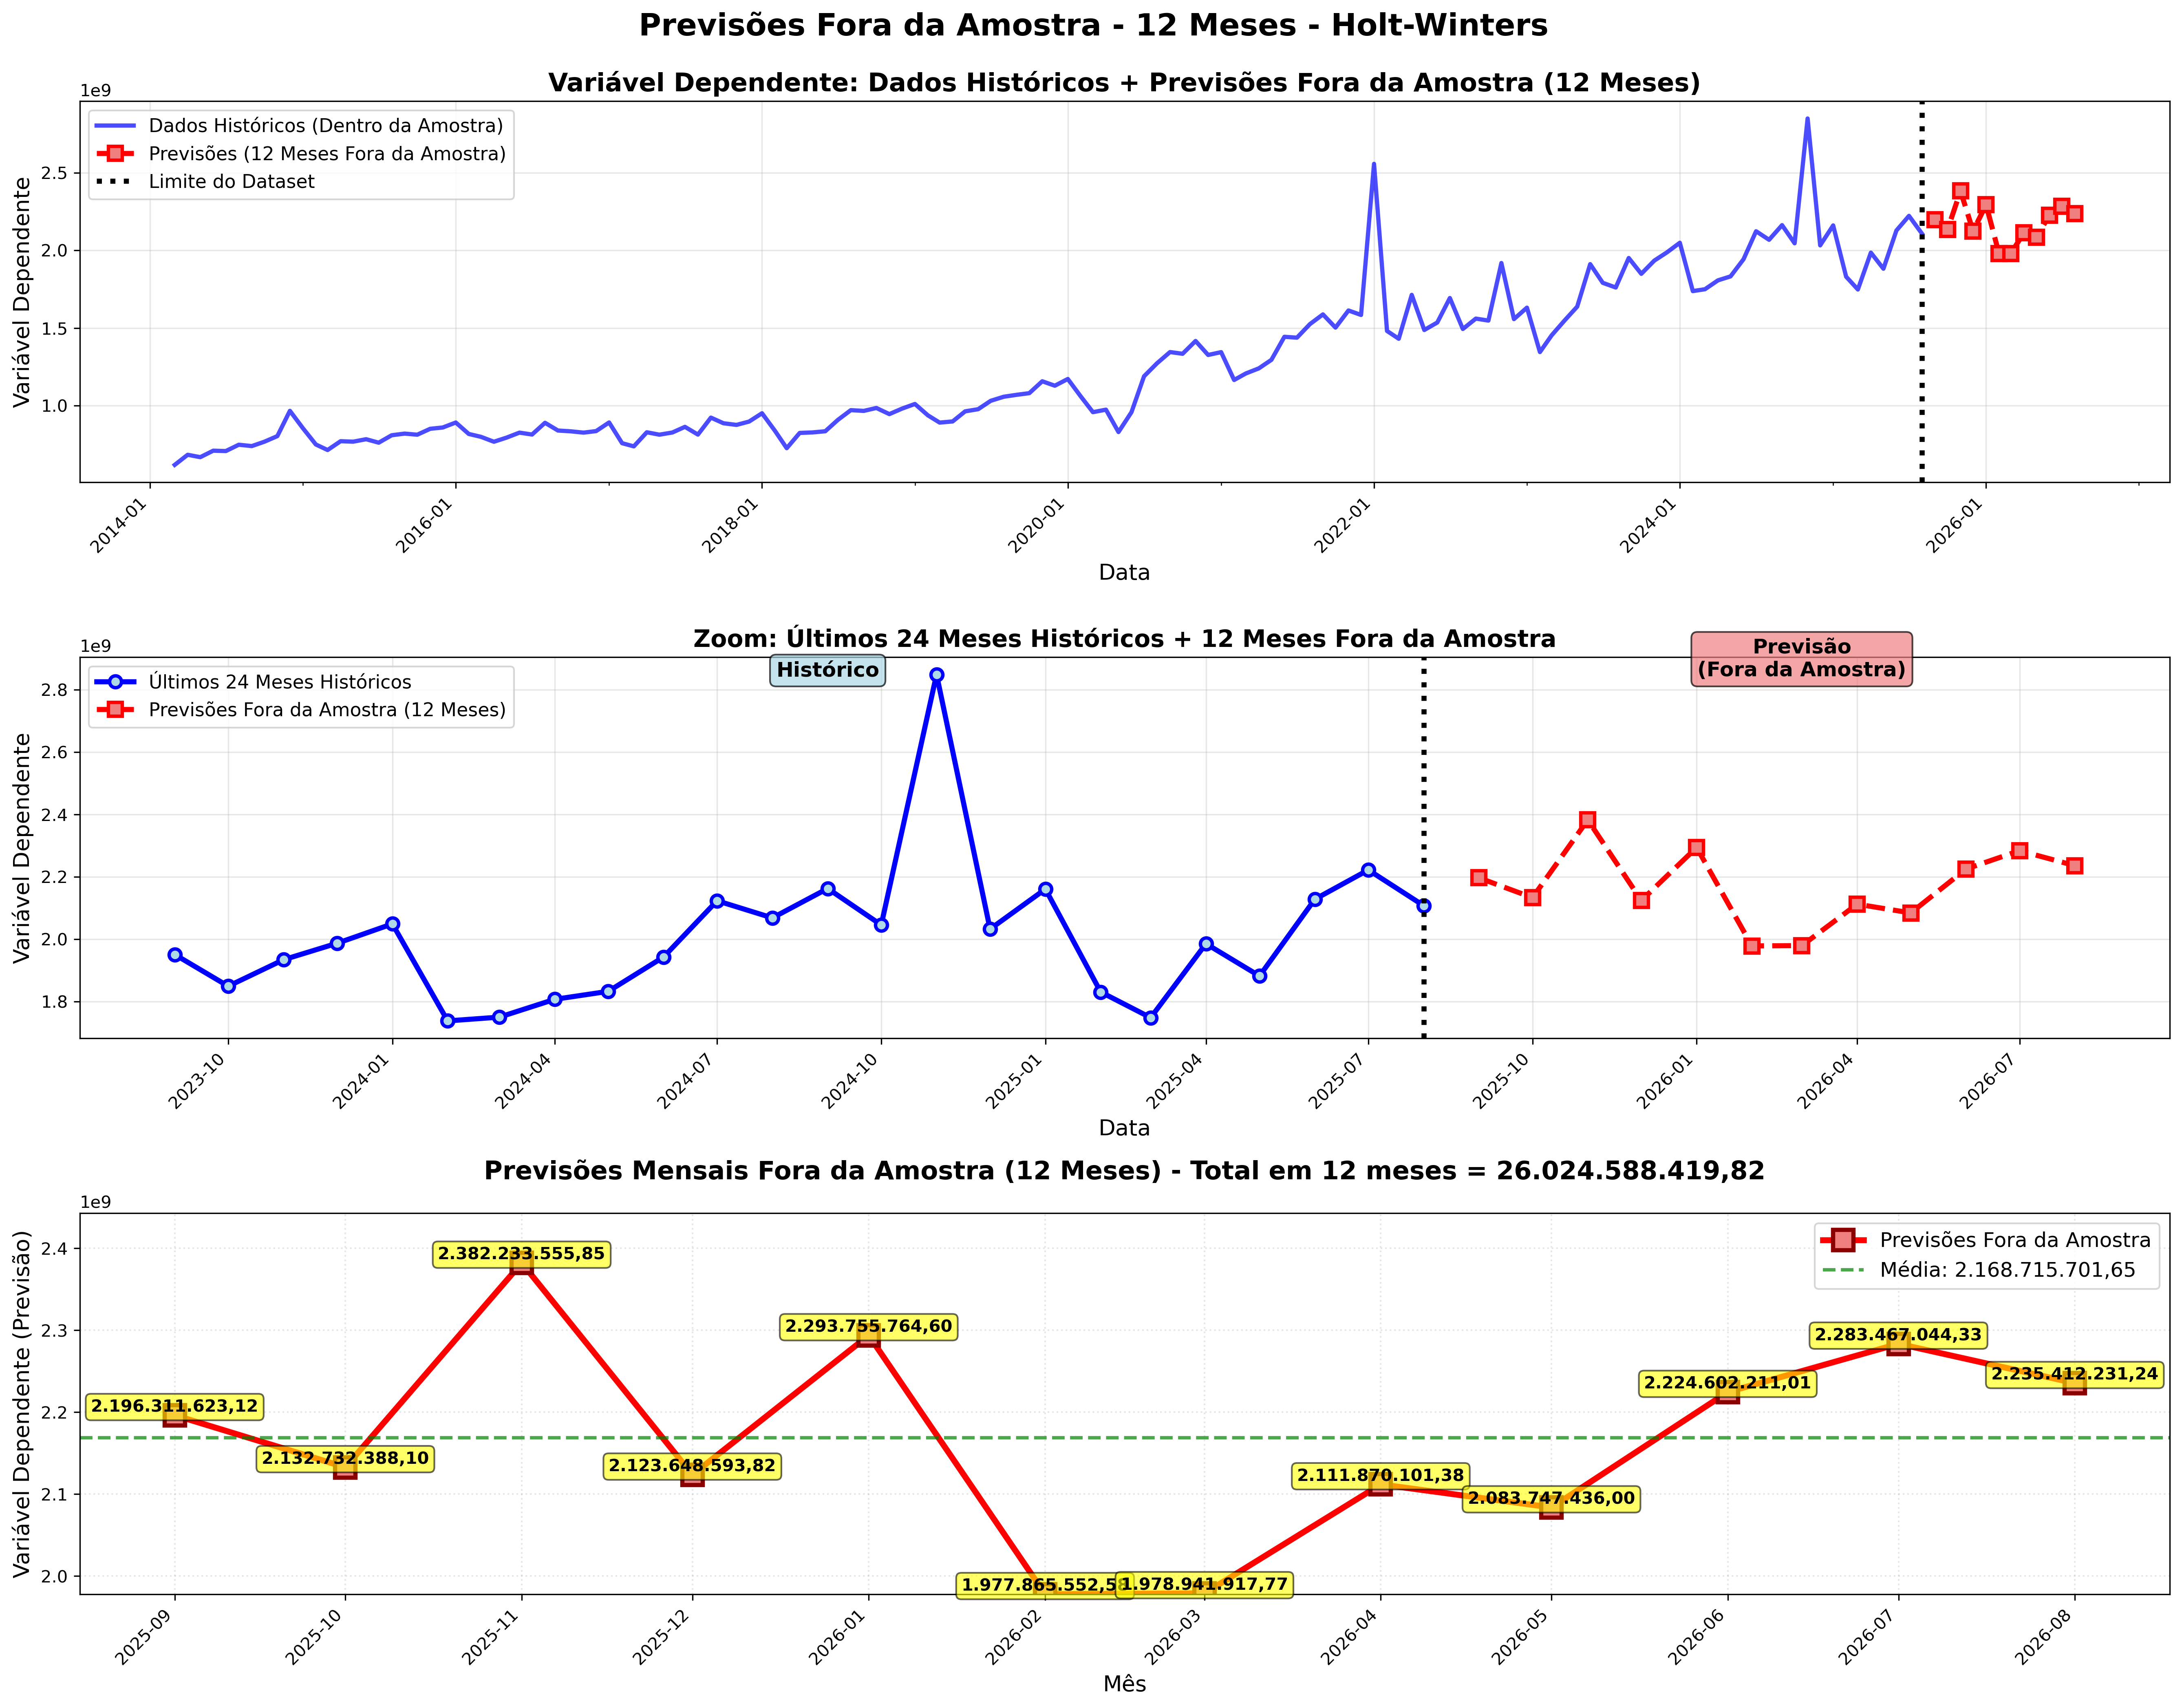 Previsões Fora da Amostra - 12 Meses - Holt-Winters
Variável Dependente: Dados Históricos + Previsões Fora da Amostra (12 Meses)
1e9
Dados Históricos (Dentro da Amostra)
Previsões (12 Meses Fora da Amostra)
Limite do Dataset
Variável Dependente
2.5
2.0
1.5
1.0
2014-01
2016-01
2018-01
2020-01
2022-01
2024-01
2026-01
Data
Zoom: Últimos 24 Meses Históricos + 12 Meses Fora da Amostra
1e9
Histórico
Previsão
(Fora da Amostra)
Últimos 24 Meses Históricos
Previsões Fora da Amostra (12 Meses)
Variável Dependente
2.8
2.6
2.4
2.2
2.0
1.8
2023-10
2024-01
2024-04
2024-07
2024-10
2025-01
2025-04
2025-07
2025-10
2026-01
2026-04
2026-07
Data
Previsões Mensais Fora da Amostra (12 Meses) - Total em 12 meses = 26.024.588.419,82
1e9
Previsões Fora da Amostra
Média: 2.168.715.701,65
Variável Dependente (Previsão)
2.4
2.3
2.2
2.1
2.0
2.196.311.623,12
2.132.732.388,10
2.382.233.555,85
2.123.648.593,82
2.293.755.764,60
1.978.941.917,77
2.111.870.101,38
2.083.747.436,00
2.224.602.211,01
2.283.467.044,33
2.235.412.231,24
2025-09
2025-10
2025-11
2025-12
2026-01
2026-02
2026-03
2026-04
2026-05
2026-06
2026-07
2026-08
Mês